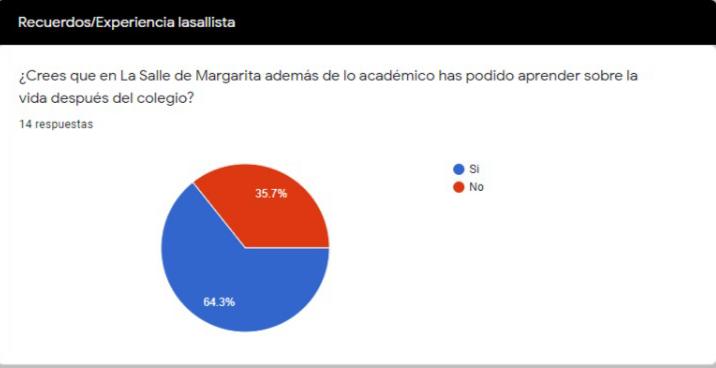 Recuerdos/Experiencia lasallista
¿Crees que en La Salle de Margarita además de lo académico has podido aprender sobre la
vida después del colegio?
14 respuestas
Si
No
35.7%
64.3%